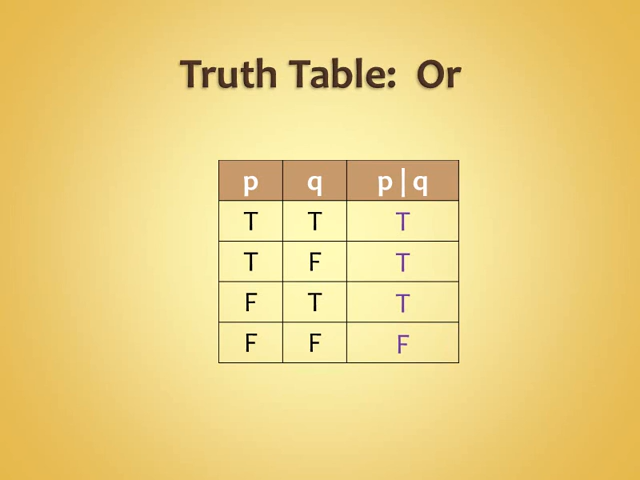 Truth Table:  Or
p q p | q
T T T
T F T
F T T
F F F